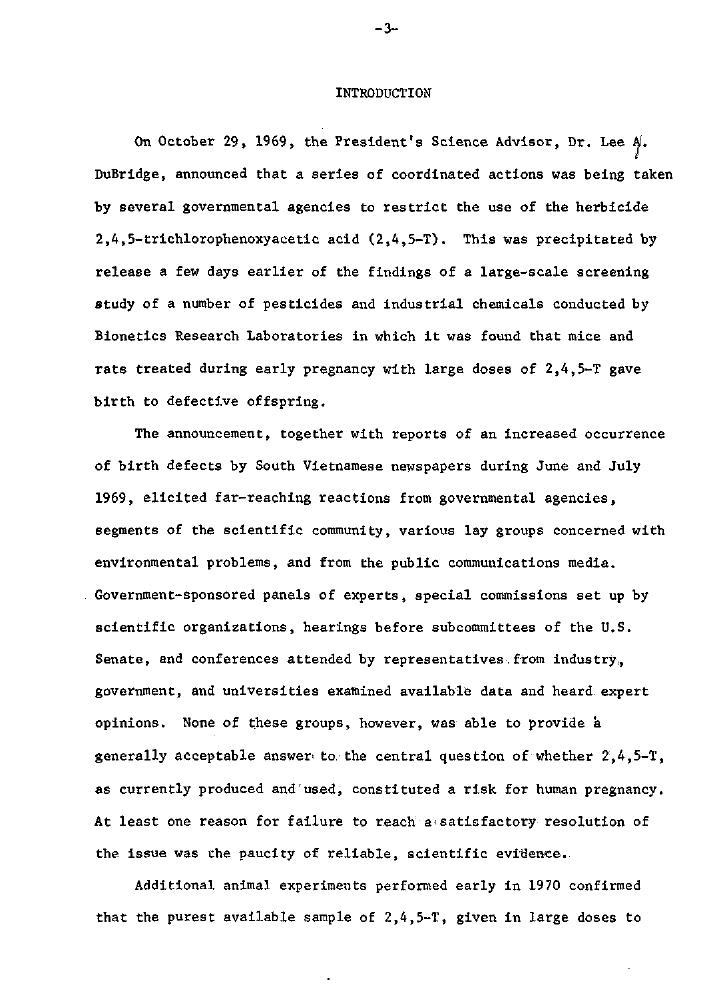 -3-
INTRODUCTION
On October 29, 1969, the President's Science Advisor, Dr. Lee A.
DuBridge, announced that a series of coordinated actions was being taken
by several governmental agencies to restrict the use of the herbicide
2,4,5-trichlorophenoxyacetic acid (2,4,5-T). This was precipitated by
release a few days earlier of the findings of a large-scale screening
study of a number of pesticides and industrial chemicals conducted by
Bionetics Research Laboratories in which it was found that mice and
rats treated during early pregnancy with large doses of 2,4,5-T gave
birth to defective offspring.
The announcement, together with reports of an increased occurrence
of birth defects by South Vietnamese newspapers during June and July
1969, elicited far-reaching reactions from governmental agencies,
segments of the scientific community, various lay groups concerned with
environmental problems, and from the public communications media.
Government-sponsored panels of experts, special commissions set up by
scientific organizations, hearings before subcommittees of the U.S.
Senate, and conferences attended by representatives from industry,
government, and universities examined available data and heard expert
opinions. None of these groups, however, was able to provide a
generally acceptable answer to the central question of whether 2,4,5-T,
as currently produced and used, constituted a risk for human pregnancy.
At least one reason for failure to reach a satisfactory resolution of
the issue was the paucity of reliable, scientific evidence.
Additional animal experiments performed early in 1970 confirmed
that the purest available sample of 2,4,5-T, given in large doses to